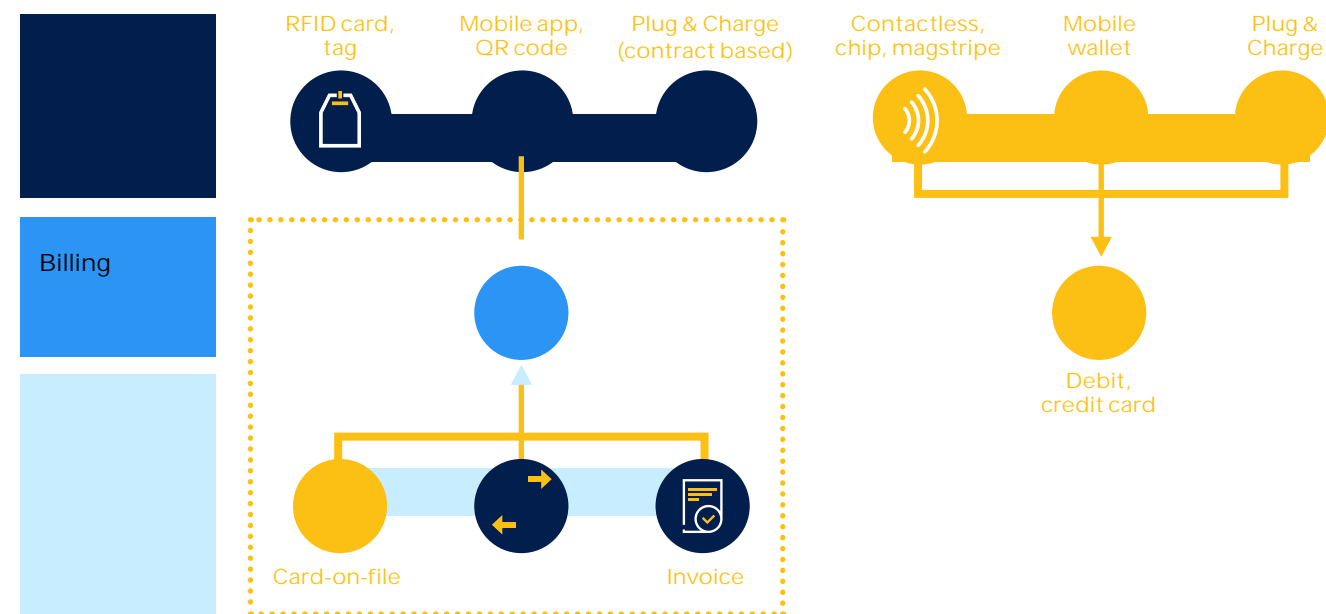 RFID card,
tag
Mobile app,
QR code
Plug & Charge
(contract based)
Contactless,
chip, magstripe
Mobile
wallet
Plug &
Charge
Billing
Debit,
credit card
Card-on-file
Invoice